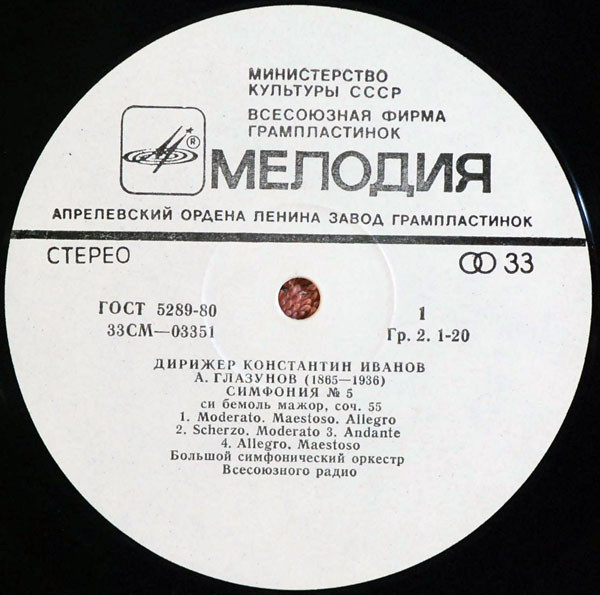 МИНИСТЕРСТВО
КУЛЬТУРЫ СССР
ВСЕСОЮЗНАЯ ФИРМА
ГРАМПЛАСТИНОК
®
МЕЛОДИЯ
АПРЕЛЕВСКИЙ ОРДЕНА ЛЕНИНА ЗАВОД ГРАМПЛАСТИНОК
СТЕРЕО
33
ГОСТ 5289-80
1
33СМ—03351
Гр. 2. 1-20
ДИРИЖЕР КОНСТАНТИН ИВАНОВ
А. ГЛАЗУНОВ (1865—1936)
СИМФОНИЯ № 5
си бемоль мажор, соч. 55
1. Moderato. Maestoso. Allegro
2. Scherzo. Moderato 3. Andante
4. Allegro. Maestoso
Большой симфонический оркестр
Всесоюзного радио